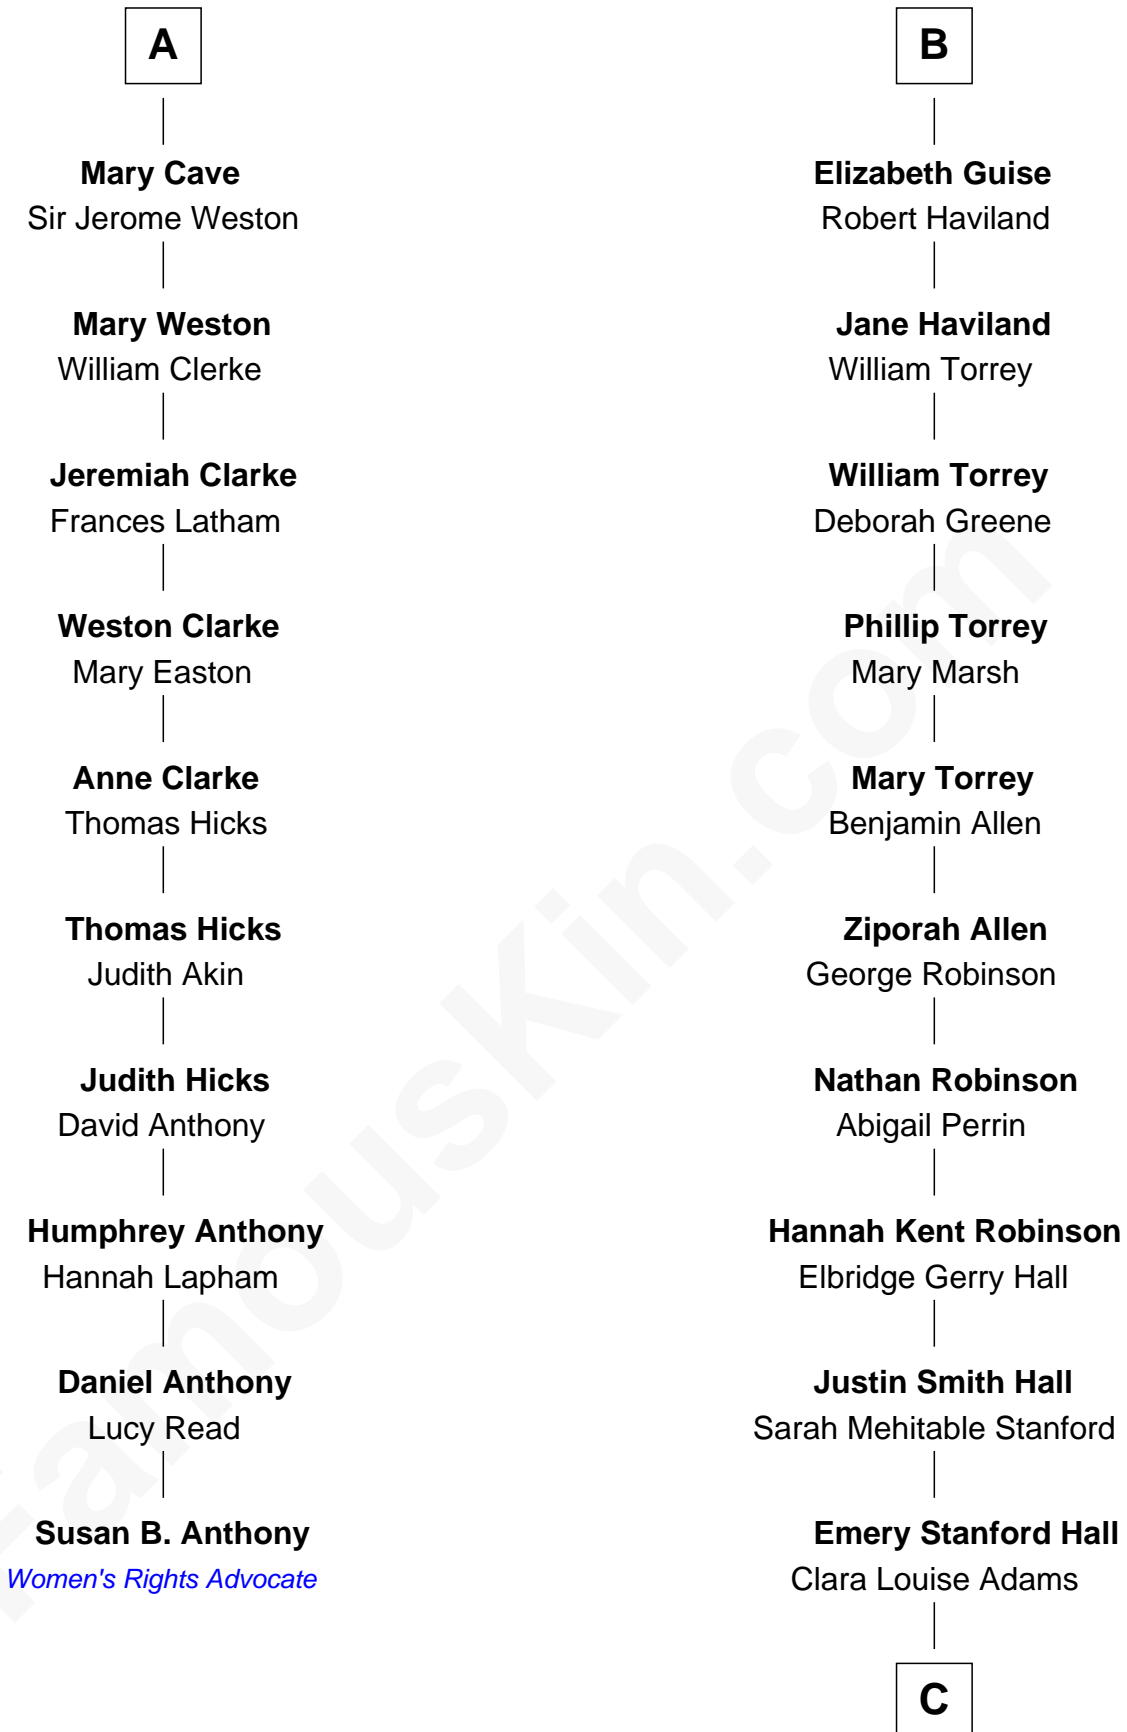 A
Mary Cave
Sir Jerome Weston
Mary Weston
William Clerke
Jeremiah Clarke
Frances Latham
Weston Clarke
Mary Easton
Anne Clarke
Thomas Hicks
Thomas Hicks
Judith Akin
Judith Hicks
David Anthony
Humphrey Anthony
Hannah Lapham
Daniel Anthony
Lucy Read
Susan B. Anthony
Women's Rights Advocate
B
Elizabeth Guise
Robert Haviland
Jane Haviland
William Torrey
William Torrey
Deborah Greene
Phillip Torrey
Mary Marsh
Mary Torrey
Benjamin Allen
Ziporah Allen
George Robinson
Nathan Robinson
Abigail Perrin
Hannah Kent Robinson
Elbridge Gerry Hall
Justin Smith Hall
Sarah Mehitable Stanford
Emery Stanford Hall
Clara Louise Adams
C
FamousKin.com